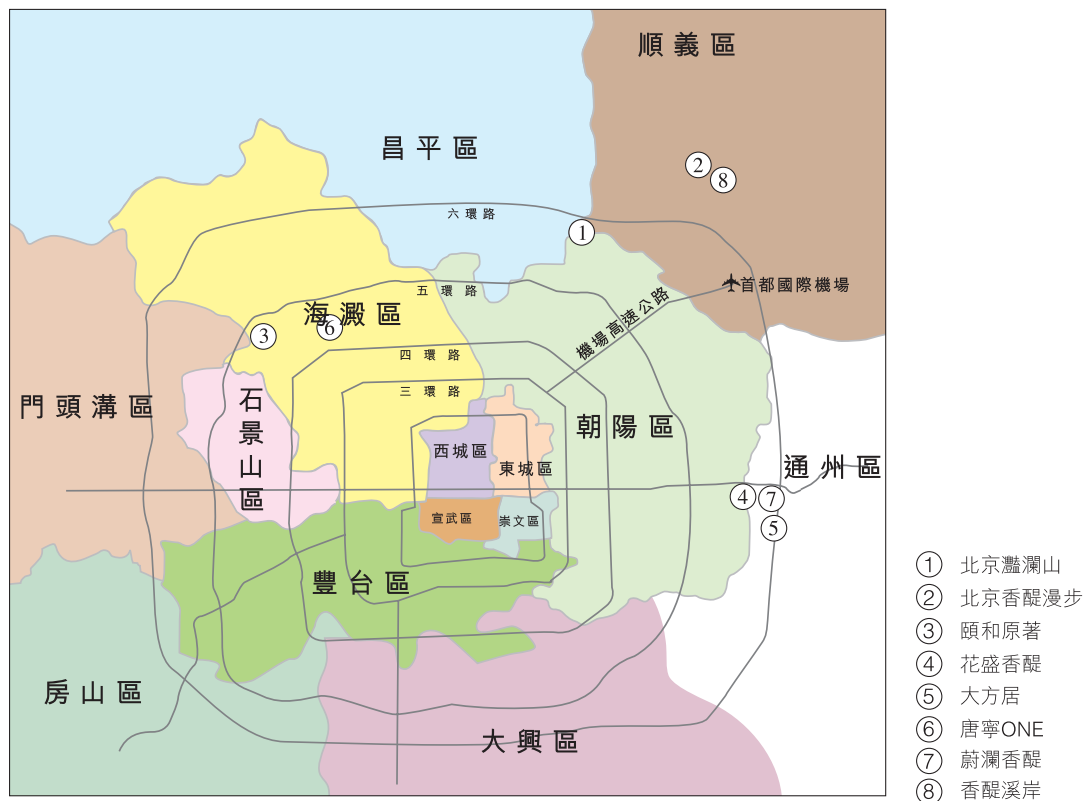 順義區
昌平區
②
⑧
六環路
①
首都國際機場
五環路
機場高速公路
海澱區
③
⑥
四環路
三環路
門頭溝區
石景山區
朝陽區
西城區
東城區
通州區
④
⑦
⑤
宣武區
崇文區
豐台區
房山區
大興區
① 北京灩瀾山
② 北京香醍漫步
③ 頤和原著
④ 花盛香醍
⑤ 大方居
⑥ 唐寧ONE
⑦ 蔚瀾香醍
⑧ 香醍溪岸